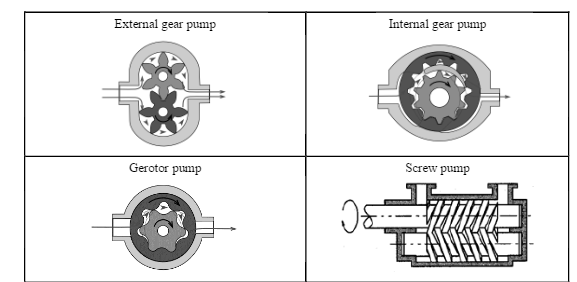 External gear pump
Internal gear pump
Gerotor pump
Screw pump